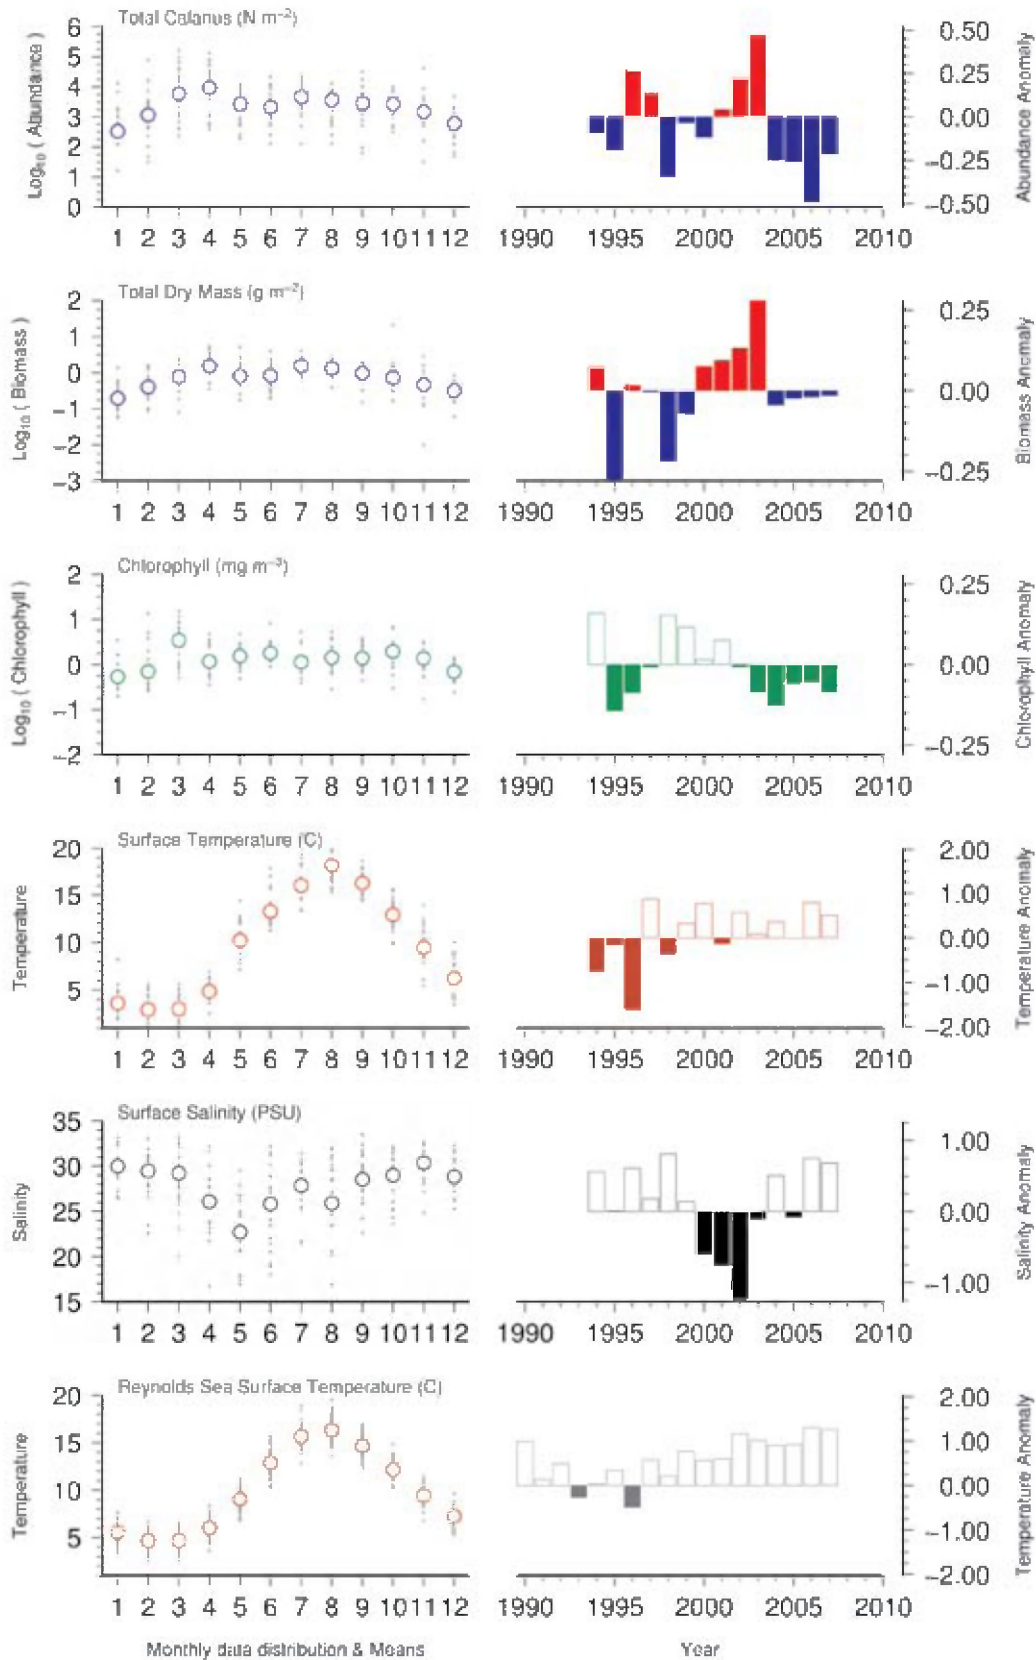 Total Calanus (N m⁻²)
Log₁₀ ( Abundance )
6
5
4
3
2
1
0
1 2 3 4 5 6 7 8 9 10 11 12
0.50
0.25
0.00
−0.25
−0.50
Abundance Anomaly
1990 1995 2000 2005 2010
Total Dry Mass (g m⁻²)
Log₁₀ ( Biomass )
2
1
0
−1
−2
−3
1 2 3 4 5 6 7 8 9 10 11 12
0.25
0.00
−0.25
Biomass Anomaly
1990 1995 2000 2005 2010
Chlorophyll (mg m⁻³)
Log₁₀ ( Chlorophyll )
2
1
0
−1
−2
1 2 3 4 5 6 7 8 9 10 11 12
0.25
0.00
−0.25
Chlorophyll Anomaly
1990 1995 2000 2005 2010
Surface Temperature (C)
Temperature
20
15
10
5
1 2 3 4 5 6 7 8 9 10 11 12
2.00
1.00
0.00
−1.00
−2.00
Temperature Anomaly
1990 1995 2000 2005 2010
Surface Salinity (PSU)
Salinity
35
30
25
20
15
1 2 3 4 5 6 7 8 9 10 11 12
1.00
0.00
−1.00
Salinity Anomaly
1990 1995 2000 2005 2010
Reynolds Sea Surface Temperature (C)
Temperature
20
15
10
5
1 2 3 4 5 6 7 8 9 10 11 12
2.00
1.00
0.00
−1.00
−2.00
Temperature Anomaly
1990 1995 2000 2005 2010
Monthly data distribution & Means
Year